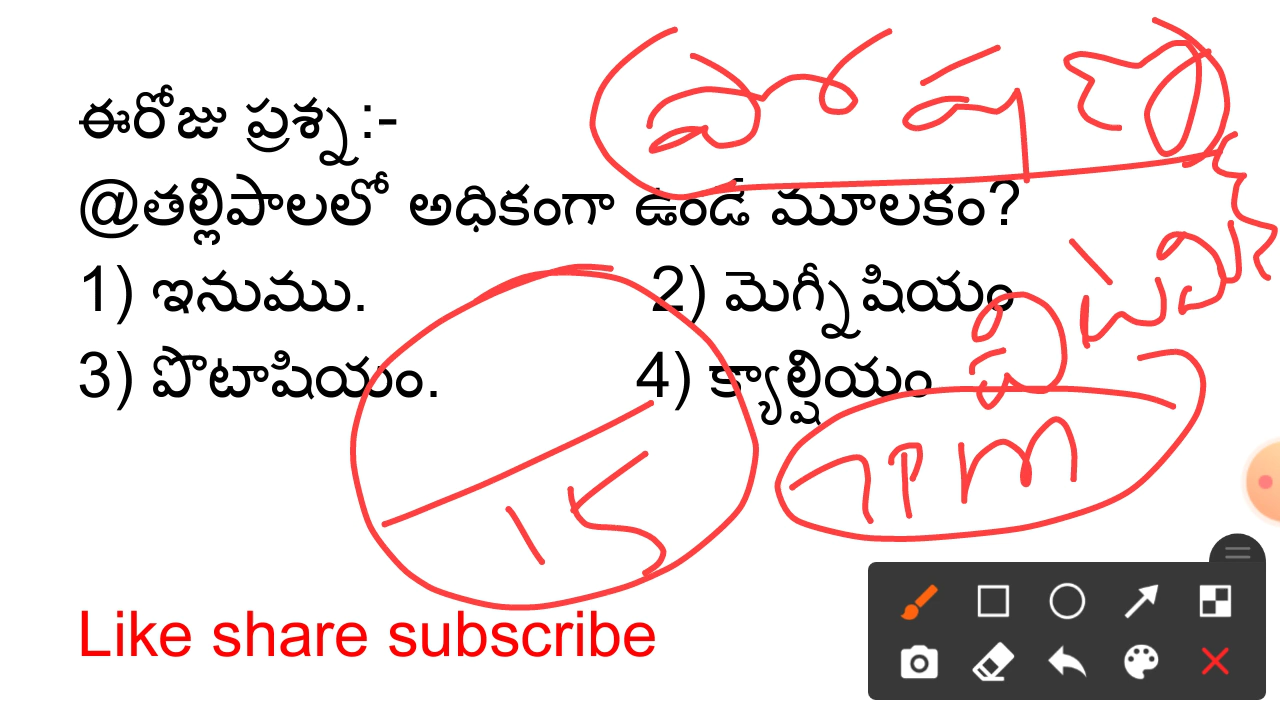 ఈరోజు ప్రశ్న:-
@తల్లిపాలలో అధికంగా ఉండే మూలకం?
1) ఇనుము. 2) మెగ్నీషియం
3) పొటాషియం. 4) క్యాల్షియం
15
7PM
Like share subscribe